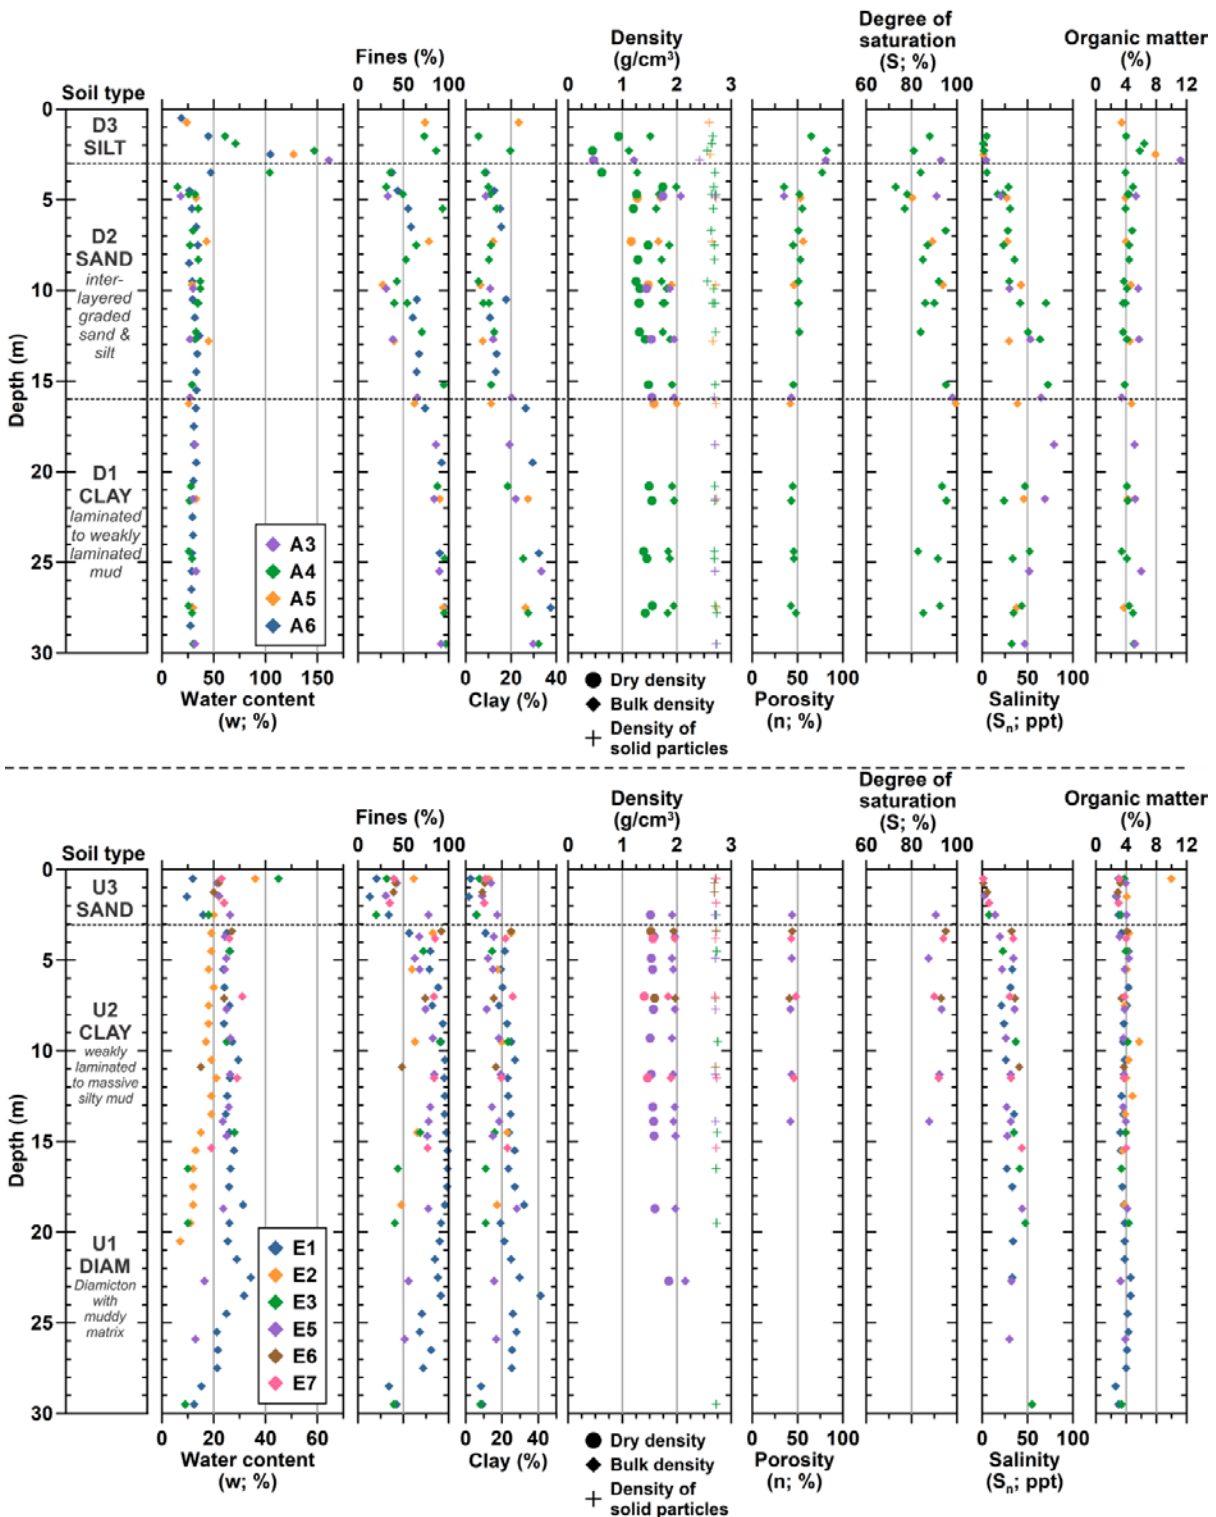 Degree of
saturation
(S; %)
Density
(g/cm³)
Organic matter
(%)
Fines (%)
Soil type
0 50 100
0 1 2 3
60 80 100
0 4 8 12
0
5
10
15
20
25
30
Depth (m)
D3
SILT
D2
SAND
inter-
layered
graded
sand &
silt
D1
CLAY
laminated
to weakly
laminated
mud
A3
A4
A5
A6
0 50 100 150
Water content
(w; %)
0 20 40
Clay (%)
Dry density
Bulk density
Density of
solid particles
0 50 100
Porosity
(n; %)
0 50 100
Salinity
(Sn; ppt)
Degree of
saturation
(S; %)
Density
(g/cm³)
Organic matter
(%)
Fines (%)
Soil type
0 50 100
0 1 2 3
60 80 100
0 4 8 12
0
5
10
15
20
25
30
Depth (m)
U3
SAND
U2
CLAY
weakly
laminated
to massive
silty mud
U1
DIAM
Diamicton
with
muddy
matrix
E1
E2
E3
E5
E6
E7
0 20 40 60
Water content
(w; %)
0 20 40
Clay (%)
Dry density
Bulk density
Density of
solid particles
0 50 100
Porosity
(n; %)
0 50 100
Salinity
(Sn; ppt)